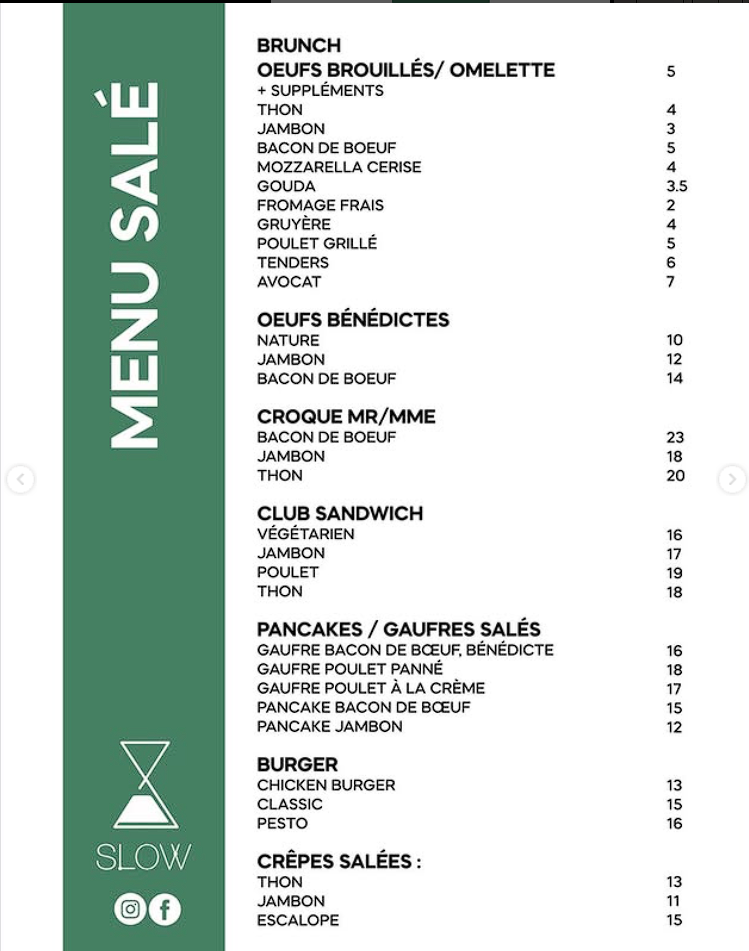 MENU SALÉ
SLOW
BRUNCH
OEUFS BROUILLÉS/ OMELETTE 5
+ SUPPLÉMENTS
THON 4
JAMBON 3
BACON DE BOEUF 5
MOZZARELLA CERISE 4
GOUDA 3.5
FROMAGE FRAIS 2
GRUYÈRE 4
POULET GRILLÉ 5
TENDERS 6
AVOCAT 7
OEUFS BÉNÉDICTES
NATURE 10
JAMBON 12
BACON DE BOEUF 14
CROQUE MR/MME
BACON DE BOEUF 23
JAMBON 18
THON 20
CLUB SANDWICH
VÉGÉTARIEN 16
JAMBON 17
POULET 19
THON 18
PANCAKES / GAUFRES SALÉS
GAUFRE BACON DE BŒUF, BÉNÉDICTE 16
GAUFRE POULET PANNÉ 18
GAUFRE POULET À LA CRÈME 17
PANCAKE BACON DE BŒUF 15
PANCAKE JAMBON 12
BURGER
CHICKEN BURGER 13
CLASSIC 15
PESTO 16
CRÊPES SALÉES :
THON 13
JAMBON 11
ESCALOPE 15